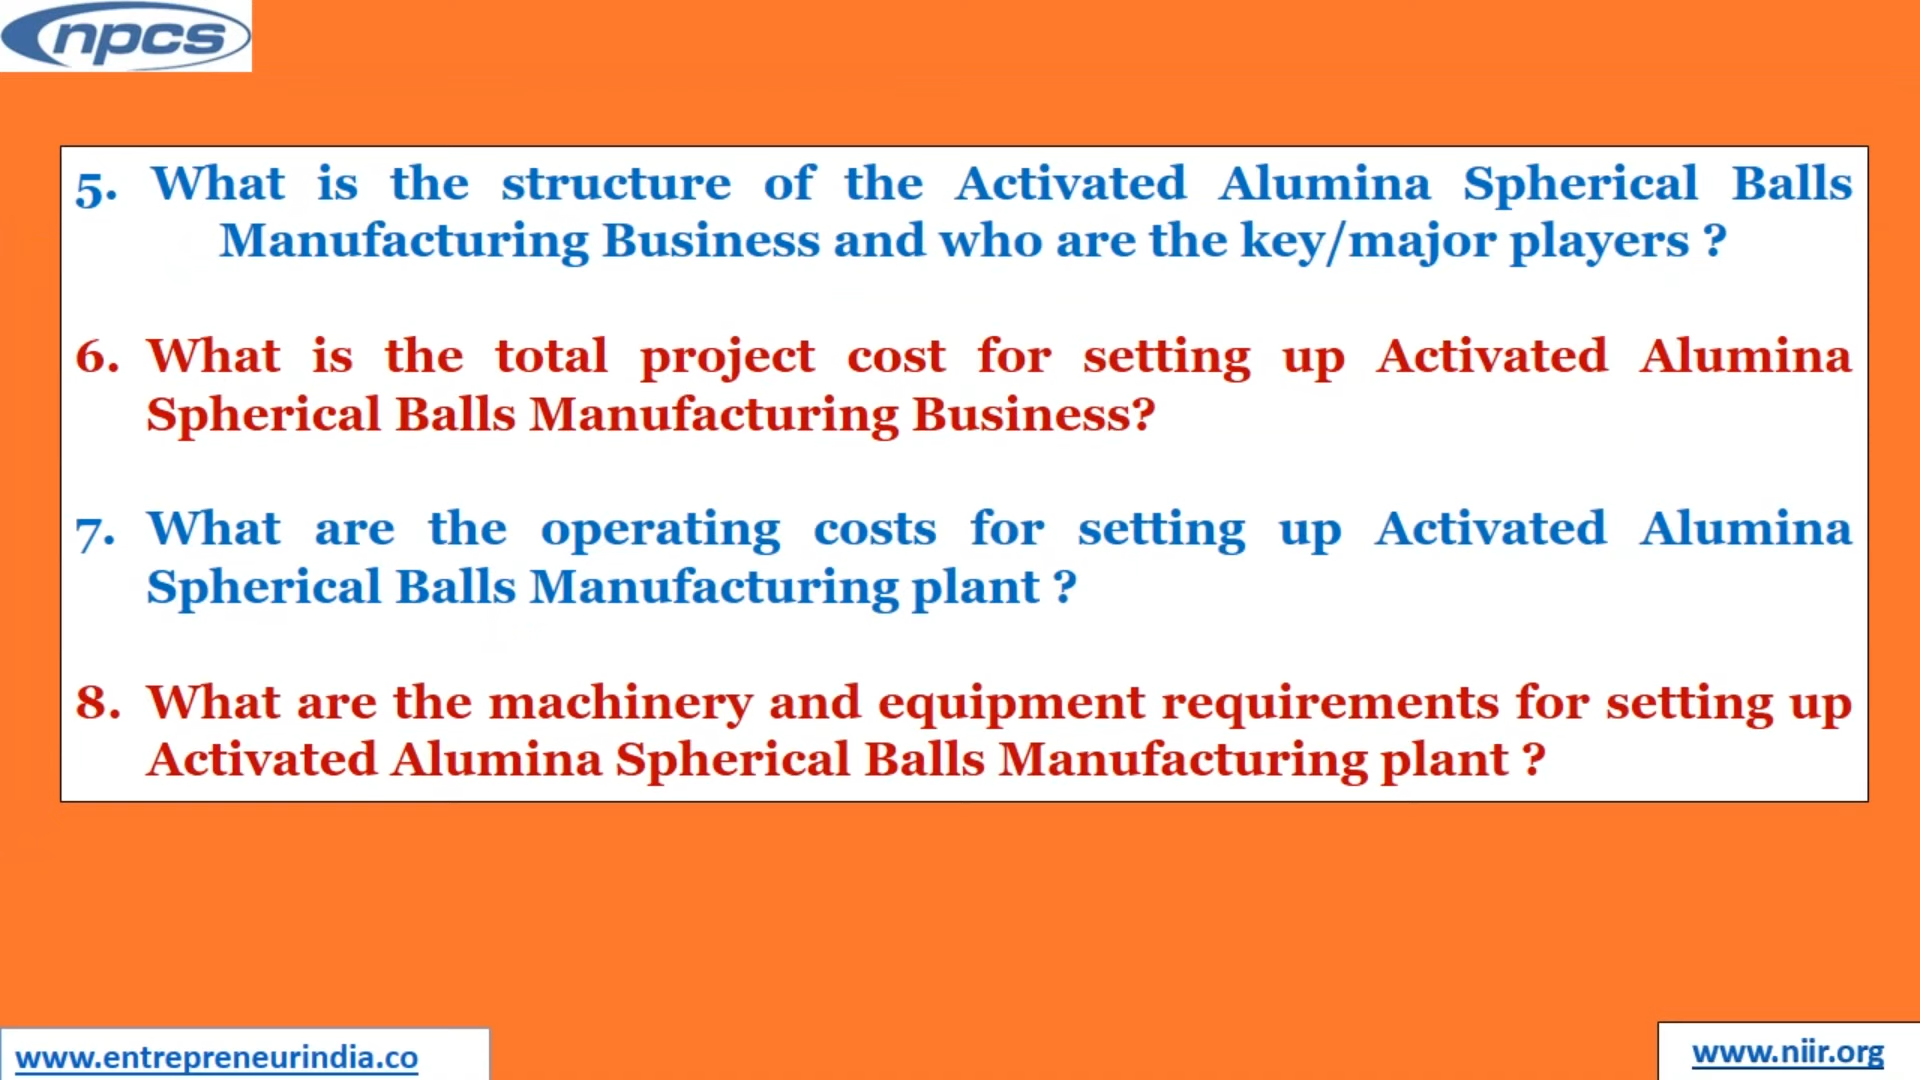 npcs
5. What is the structure of the Activated Alumina Spherical Balls
Manufacturing Business and who are the key/major players ?
6. What is the total project cost for setting up Activated Alumina
Spherical Balls Manufacturing Business?
7. What are the operating costs for setting up Activated Alumina
Spherical Balls Manufacturing plant ?
8. What are the machinery and equipment requirements for setting up
Activated Alumina Spherical Balls Manufacturing plant ?
www.entrepreneurindia.co
www.niir.org